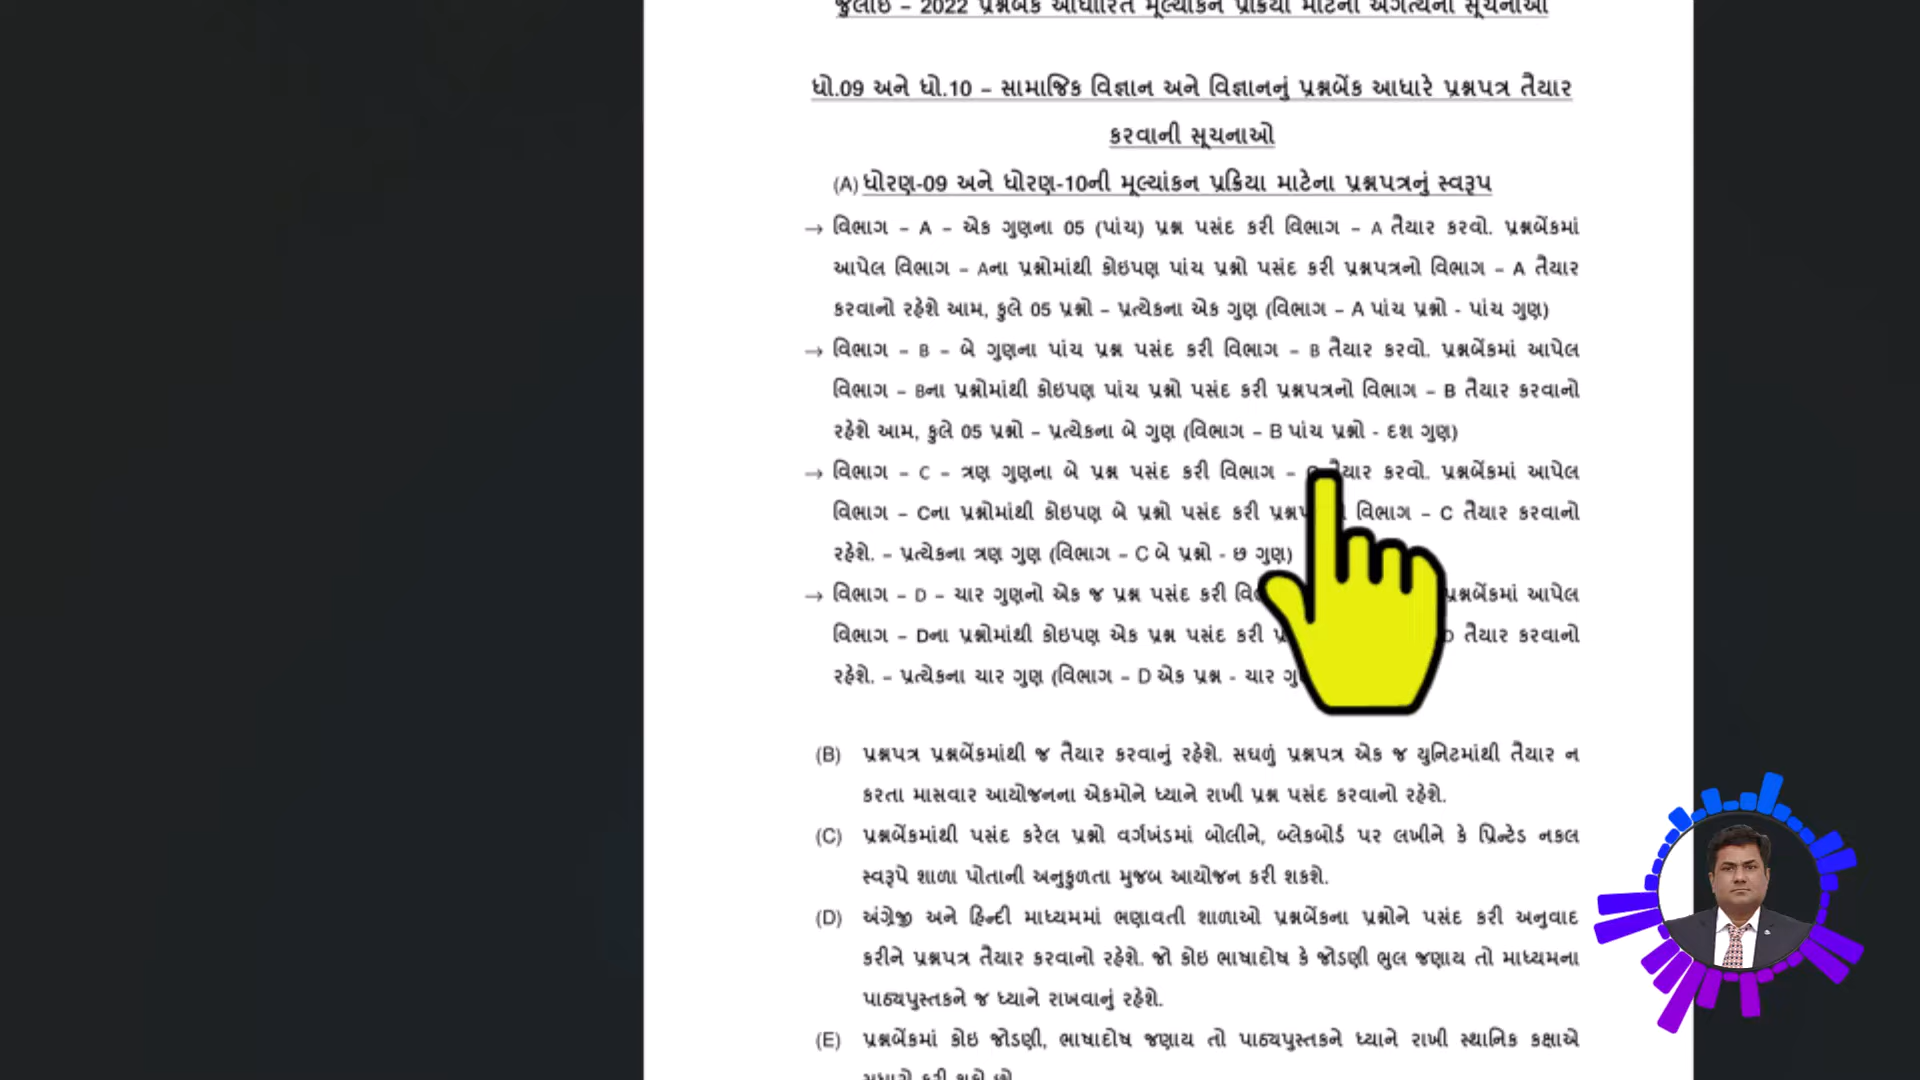 જુલાઇ – 2022 પ્રશ્નબેંક આધારિત મૂલ્યાંકન પ્રક્રિયા માટેની અગત્યની સૂચનાઓ
ધો.09 અને ધો.10 – સામાજિક વિજ્ઞાન અને વિજ્ઞાનનું પ્રશ્નબેંક આધારે પ્રશ્નપત્ર તૈયાર
કરવાની સૂચનાઓ
(A) ધોરણ-09 અને ધોરણ-10ની મૂલ્યાંકન પ્રક્રિયા માટેના પ્રશ્નપત્રનું સ્વરૂપ
→ વિભાગ – A – એક ગુણના 05 (પાંચ) પ્રશ્ન પસંદ કરી વિભાગ – A તૈયાર કરવો. પ્રશ્નબેંકમાં
આપેલ વિભાગ – Aના પ્રશ્નોમાંથી કોઇપણ પાંચ પ્રશ્નો પસંદ કરી પ્રશ્નપત્રનો વિભાગ – A તૈયાર
કરવાનો રહેશે આમ, કુલે 05 પ્રશ્નો – પ્રત્યેકના એક ગુણ (વિભાગ – A પાંચ પ્રશ્નો - પાંચ ગુણ)
→ વિભાગ – B – બે ગુણના પાંચ પ્રશ્ન પસંદ કરી વિભાગ – B તૈયાર કરવો. પ્રશ્નબેંકમાં આપેલ
વિભાગ – Bના પ્રશ્નોમાંથી કોઇપણ પાંચ પ્રશ્નો પસંદ કરી પ્રશ્નપત્રનો વિભાગ – B તૈયાર કરવાનો
રહેશે આમ, કુલે 05 પ્રશ્નો – પ્રત્યેકના બે ગુણ (વિભાગ – B પાંચ પ્રશ્નો - દશ ગુણ)
→ વિભાગ – C – ત્રણ ગુણના બે પ્રશ્ન પસંદ કરી વિભાગ – તૈયાર કરવો. પ્રશ્નબેંકમાં આપેલ
વિભાગ – Cના પ્રશ્નોમાંથી કોઇપણ બે પ્રશ્નો પસંદ કરી વિભાગ – C તૈયાર કરવાનો
રહેશે. – પ્રત્યેકના ત્રણ ગુણ (વિભાગ – C બે પ્રશ્નો - છ ગુણ)
→ વિભાગ – D – ચાર ગુણનો એક જ પ્રશ્ન પસંદ કરી પ્રશ્નબેંકમાં આપેલ
વિભાગ – Dના પ્રશ્નોમાંથી કોઇપણ એક પ્રશ્ન પસંદ કરી તૈયાર કરવાનો
રહેશે. – પ્રત્યેકના ચાર ગુણ (વિભાગ – D એક પ્રશ્ન - ચાર
(B) પ્રશ્નપત્ર પ્રશ્નબેંકમાંથી જ તૈયાર કરવાનું રહેશે. સઘળું પ્રશ્નપત્ર એક જ યુનિટમાંથી તૈયાર ન
કરતા માસવાર આયોજનના એકમોને ધ્યાને રાખી પ્રશ્ન પસંદ કરવાનો રહેશે.
(C) પ્રશ્નબેંકમાંથી પસંદ કરેલ પ્રશ્નો વર્ગખંડમાં બોલીને, બ્લેકબોર્ડ પર લખીને કે પ્રિન્ટેડ નકલ
સ્વરૂપે શાળા પોતાની અનુકુળતા મુજબ આયોજન કરી શકશે.
(D) અંગ્રેજી અને હિન્દી માધ્યમમાં ભણાવતી શાળાઓ પ્રશ્નબેંકના પ્રશ્નોને પસંદ કરી અનુવાદ
કરીને પ્રશ્નપત્ર તૈયાર કરવાનો રહેશે. જો કોઇ ભાષાદોષ કે જોડણી ભુલ જણાય તો માધ્યમના
પાઠ્યપુસ્તકને જ ધ્યાને રાખવાનું રહેશે.
(E) પ્રશ્નબેંકમાં કોઇ જોડણી, ભાષાદોષ જણાય તો પાઠ્યપુસ્તકને ધ્યાને રાખી સ્થાનિક કક્ષાએ